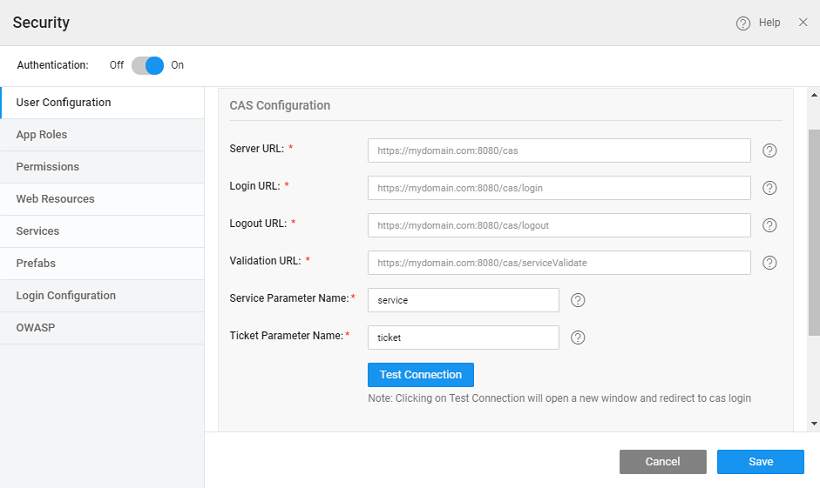 Security
Help
Authentication: Off On
User Configuration
App Roles
Permissions
Web Resources
Services
Prefabs
Login Configuration
OWASP
CAS Configuration
Server URL: * https://mydomain.com:8080/cas
Login URL: * https://mydomain.com:8080/cas/login
Logout URL: * https://mydomain.com:8080/cas/logout
Validation URL: * https://mydomain.com:8080/cas/serviceValidate
Service Parameter Name:* service
Ticket Parameter Name:* ticket
Test Connection
Note: Clicking on Test Connection will open a new window and redirect to cas login
Cancel Save